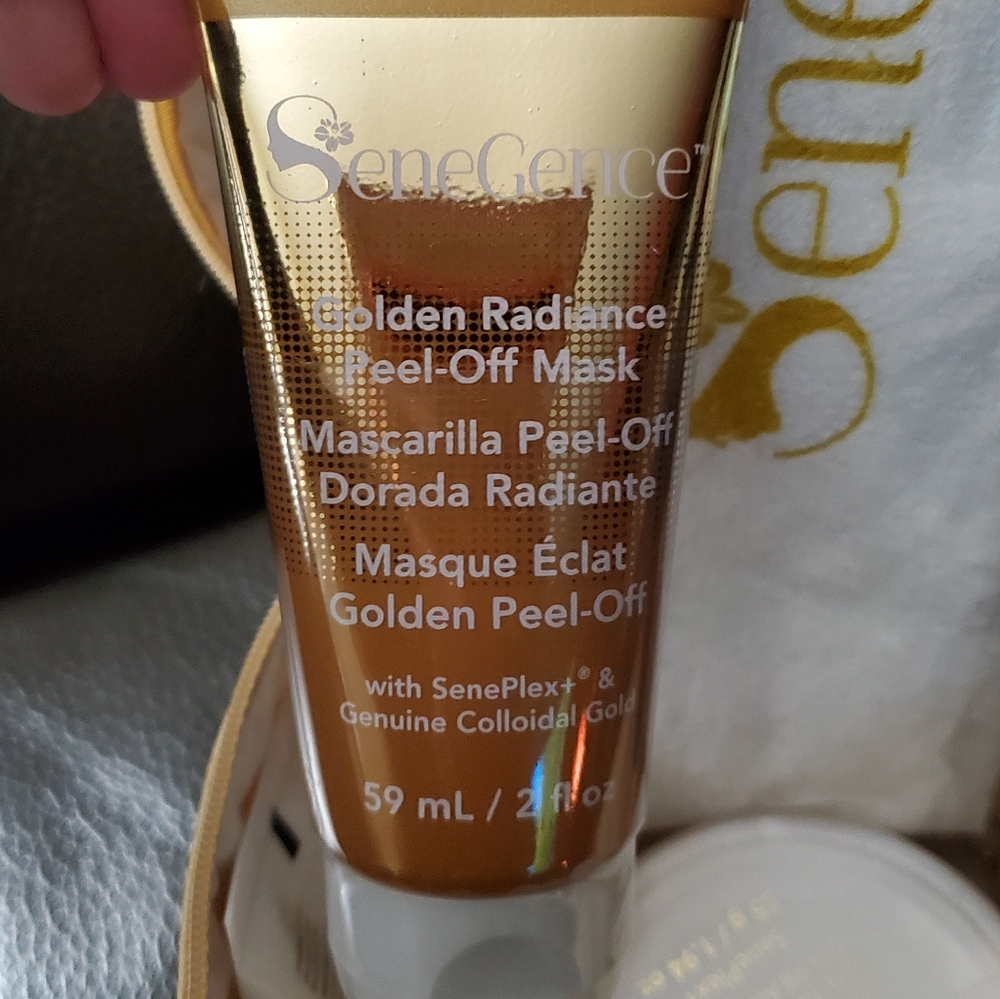 SeneGence™
Golden Radiance
Peel-Off Mask
Mascarilla Peel-Off
Dorada Radiante
Masque Éclat
Golden Peel-Off
with SenePlex+® &
Genuine Colloidal Gold
59 mL / 2 fl oz
Sene